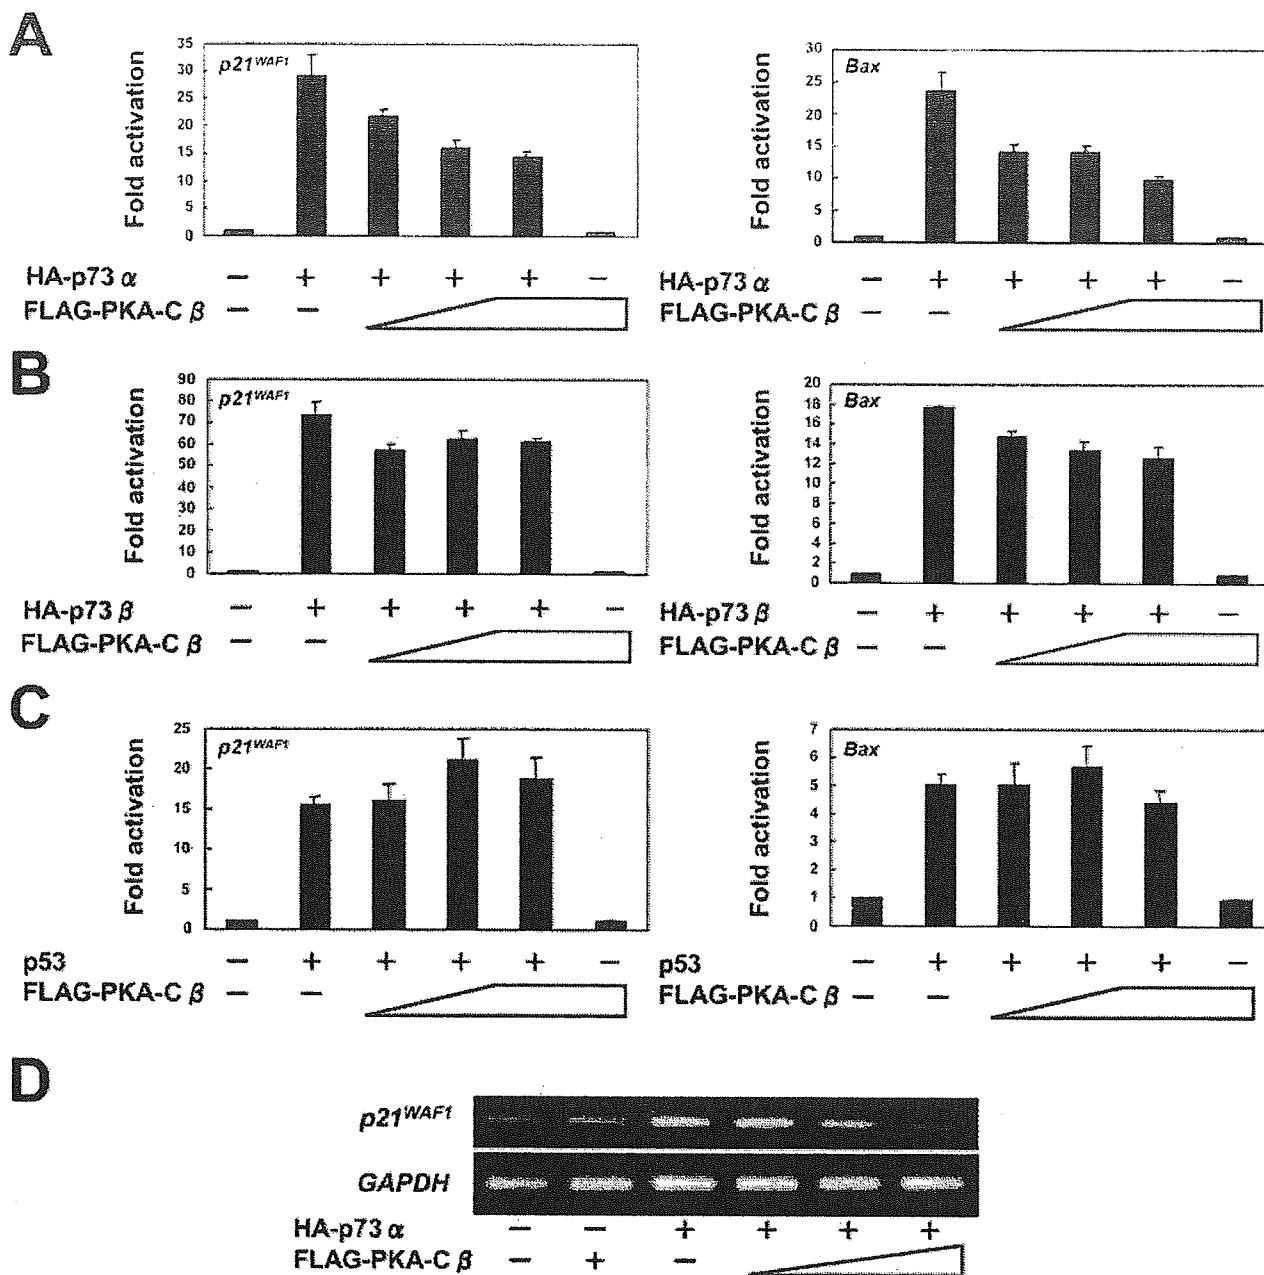 A
35
30
25
20
15
10
5
0
Fold activation
p21WAF1
HA-p73 α − + + + + −
FLAG-PKA-C β − −
30
25
20
15
10
5
0
Fold activation
Bax
HA-p73 α − + + + + −
FLAG-PKA-C β − −
B
90
80
70
60
50
40
30
20
10
0
Fold activation
p21WAF1
HA-p73 β − + + + + −
FLAG-PKA-C β − −
20
18
16
14
12
10
8
6
4
2
0
Fold activation
Bax
HA-p73 β − + + + + −
FLAG-PKA-C β − −
C
25
20
15
10
5
0
Fold activation
p21WAF1
p53 − + + + + −
FLAG-PKA-C β − −
7
6
5
4
3
2
1
0
Fold activation
Bax
p53 − + + + + −
FLAG-PKA-C β − −
D
p21WAF1
GAPDH
HA-p73 α − − + + + +
FLAG-PKA-C β − + −